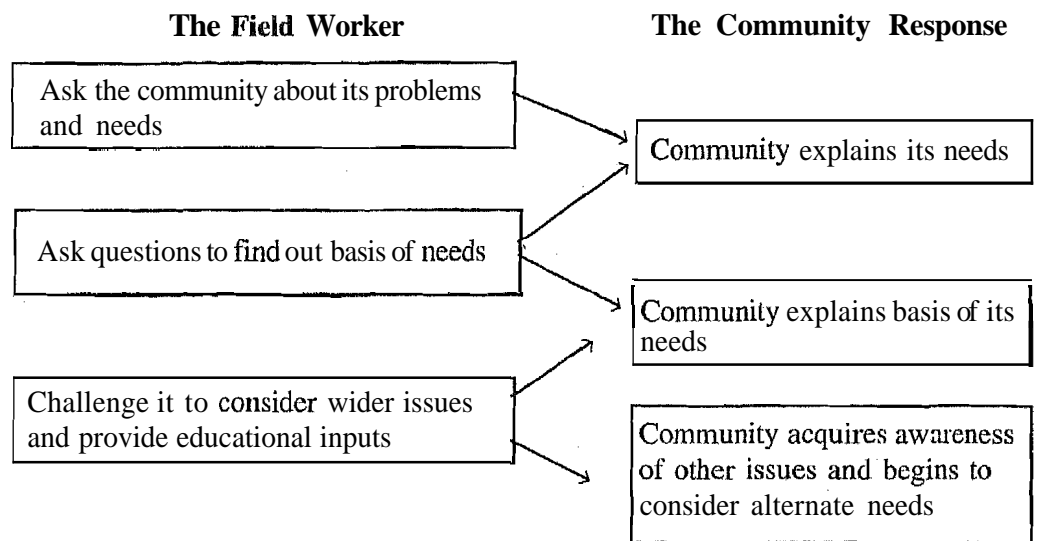 The Field Worker
The Community Response
Ask the community about its problems
and needs
Community explains its needs
Ask questions to find out basis of needs
Community explains basis of its
needs
Challenge it to consider wider issues
and provide educational inputs
Community acquires awareness
of other issues and begins to
consider alternate needs